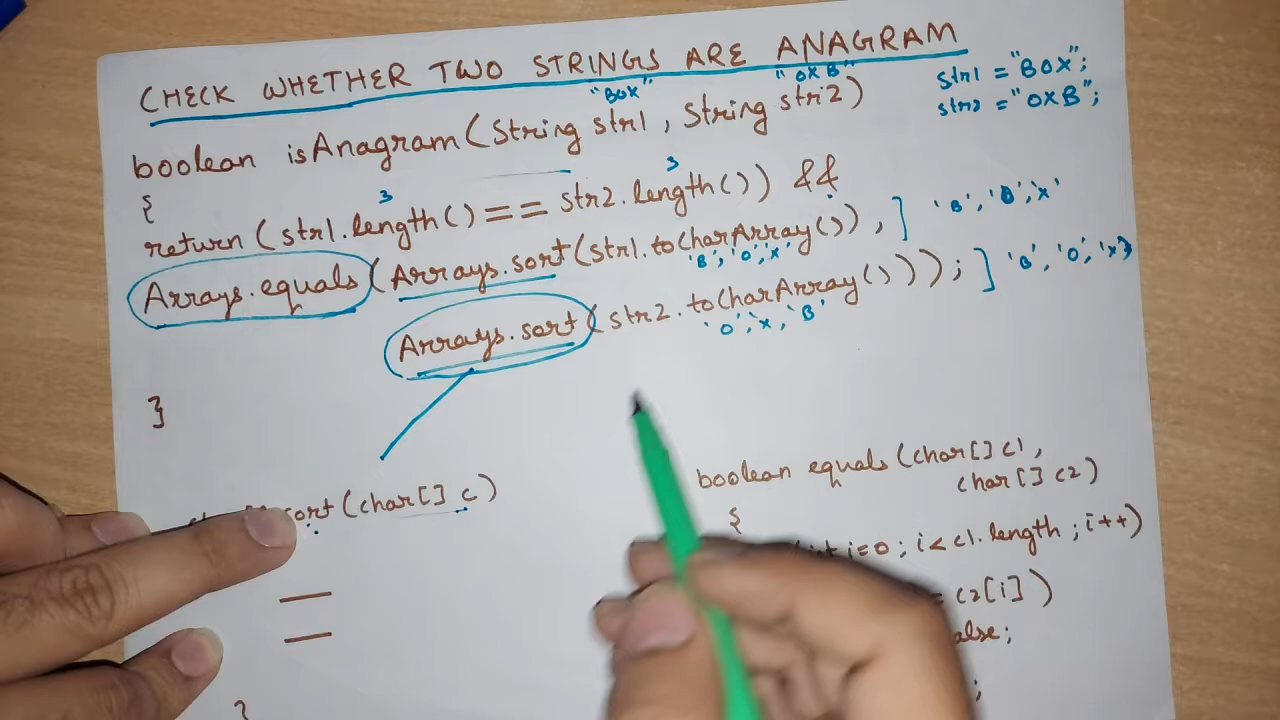 CHECK WHETHER TWO STRINGS ARE ANAGRAM
"BOX" "OXB"
str1 = "BOX";
str2 = "OXB";
boolean isAnagram(String str1, String str2)
{
3 3
return (str1.length() == str2.length()) &&
Arrays.equals(Arrays.sort(str1.toCharArray()), ] 'B','O','X'
'B','O','X'
Arrays.sort(str2.toCharArray())); ] 'B','O','X'
'O','X','B'
}
sort(char[] c)
}
boolean equals(char[] c1,
char[] c2)
{
i=0; i< c1.length; i++)
c2[i])
;
;